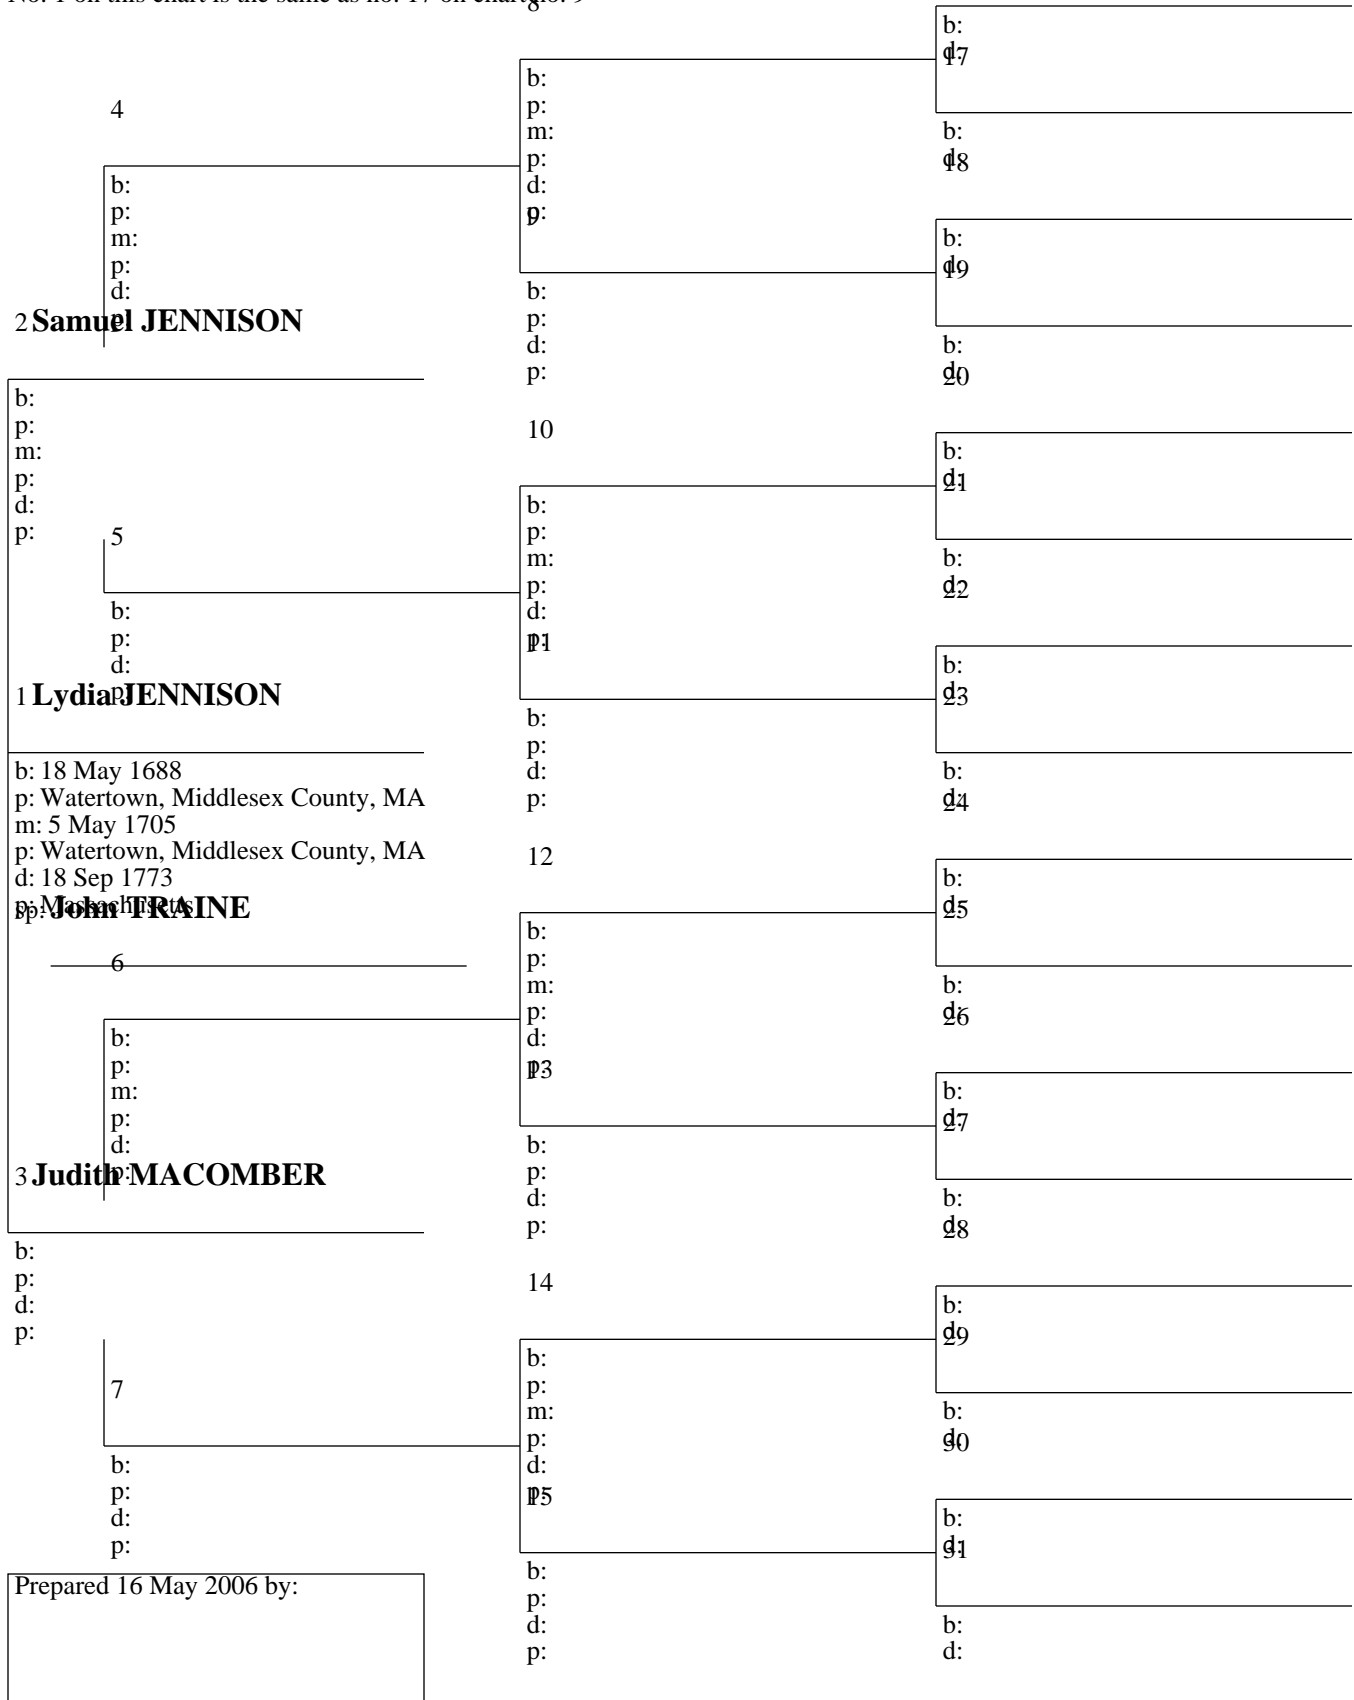 No. 1 on this chart is the same as no. 17 on chart no. 9
8
b:
d:
17
b:
p:
m:
p:
d:
p:
4
b:
d:
18
b:
p:
m:
p:
d:
p:
9
b:
d:
19
2 Samuel JENNISON
b:
p:
d:
p:
b:
d:
20
b:
p:
m:
p:
d:
p:
10
b:
d:
21
5
b:
p:
m:
p:
d:
p:
b:
d:
22
b:
p:
d:
p:
11
b:
d:
23
1 Lydia JENNISON
b:
p:
d:
p:
b: 18 May 1688
p: Watertown, Middlesex County, MA
m: 5 May 1705
p: Watertown, Middlesex County, MA
d: 18 Sep 1773
p: Massachusetts
b:
d:
24
12
b:
d:
25
sp: John TRAINE
6
b:
p:
m:
p:
d:
p:
b:
d:
26
b:
p:
m:
p:
d:
p:
13
b:
d:
27
3 Judith MACOMBER
b:
p:
d:
p:
b:
d:
28
b:
p:
d:
p:
14
b:
d:
29
7
b:
p:
m:
p:
d:
p:
b:
d:
30
b:
p:
d:
p:
15
b:
d:
31
Prepared 16 May 2006 by:
b:
p:
d:
p:
b:
d: